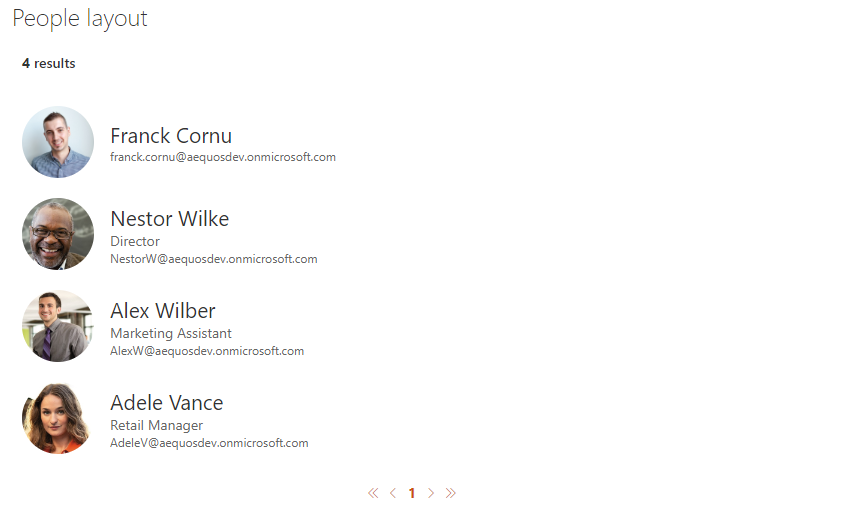 People layout
4 results
Franck Cornu
franck.cornu@aequosdev.onmicrosoft.com
Nestor Wilke
Director
NestorW@aequosdev.onmicrosoft.com
Alex Wilber
Marketing Assistant
AlexW@aequosdev.onmicrosoft.com
Adele Vance
Retail Manager
AdeleV@aequosdev.onmicrosoft.com
1